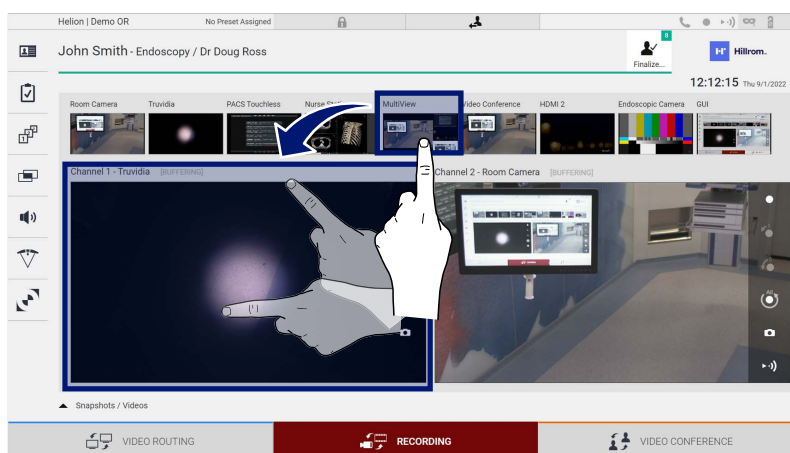 Helion | Demo OR
No Preset Assigned
John Smith - Endoscopy / Dr Doug Ross
8
Finalize...
H
Hillrom.
12:12:15 Thu 9/1/2022
Room Camera
Truvidia
PACS Touchless
MultiView
Video Conference
HDMI 2
Endoscopic Camera
GUI
Channel 1 - Truvidia [BUFFERING]
Channel 2 - Room Camera [BUFFERING]
All
Snapshots / Videos
VIDEO ROUTING
RECORDING
VIDEO CONFERENCE